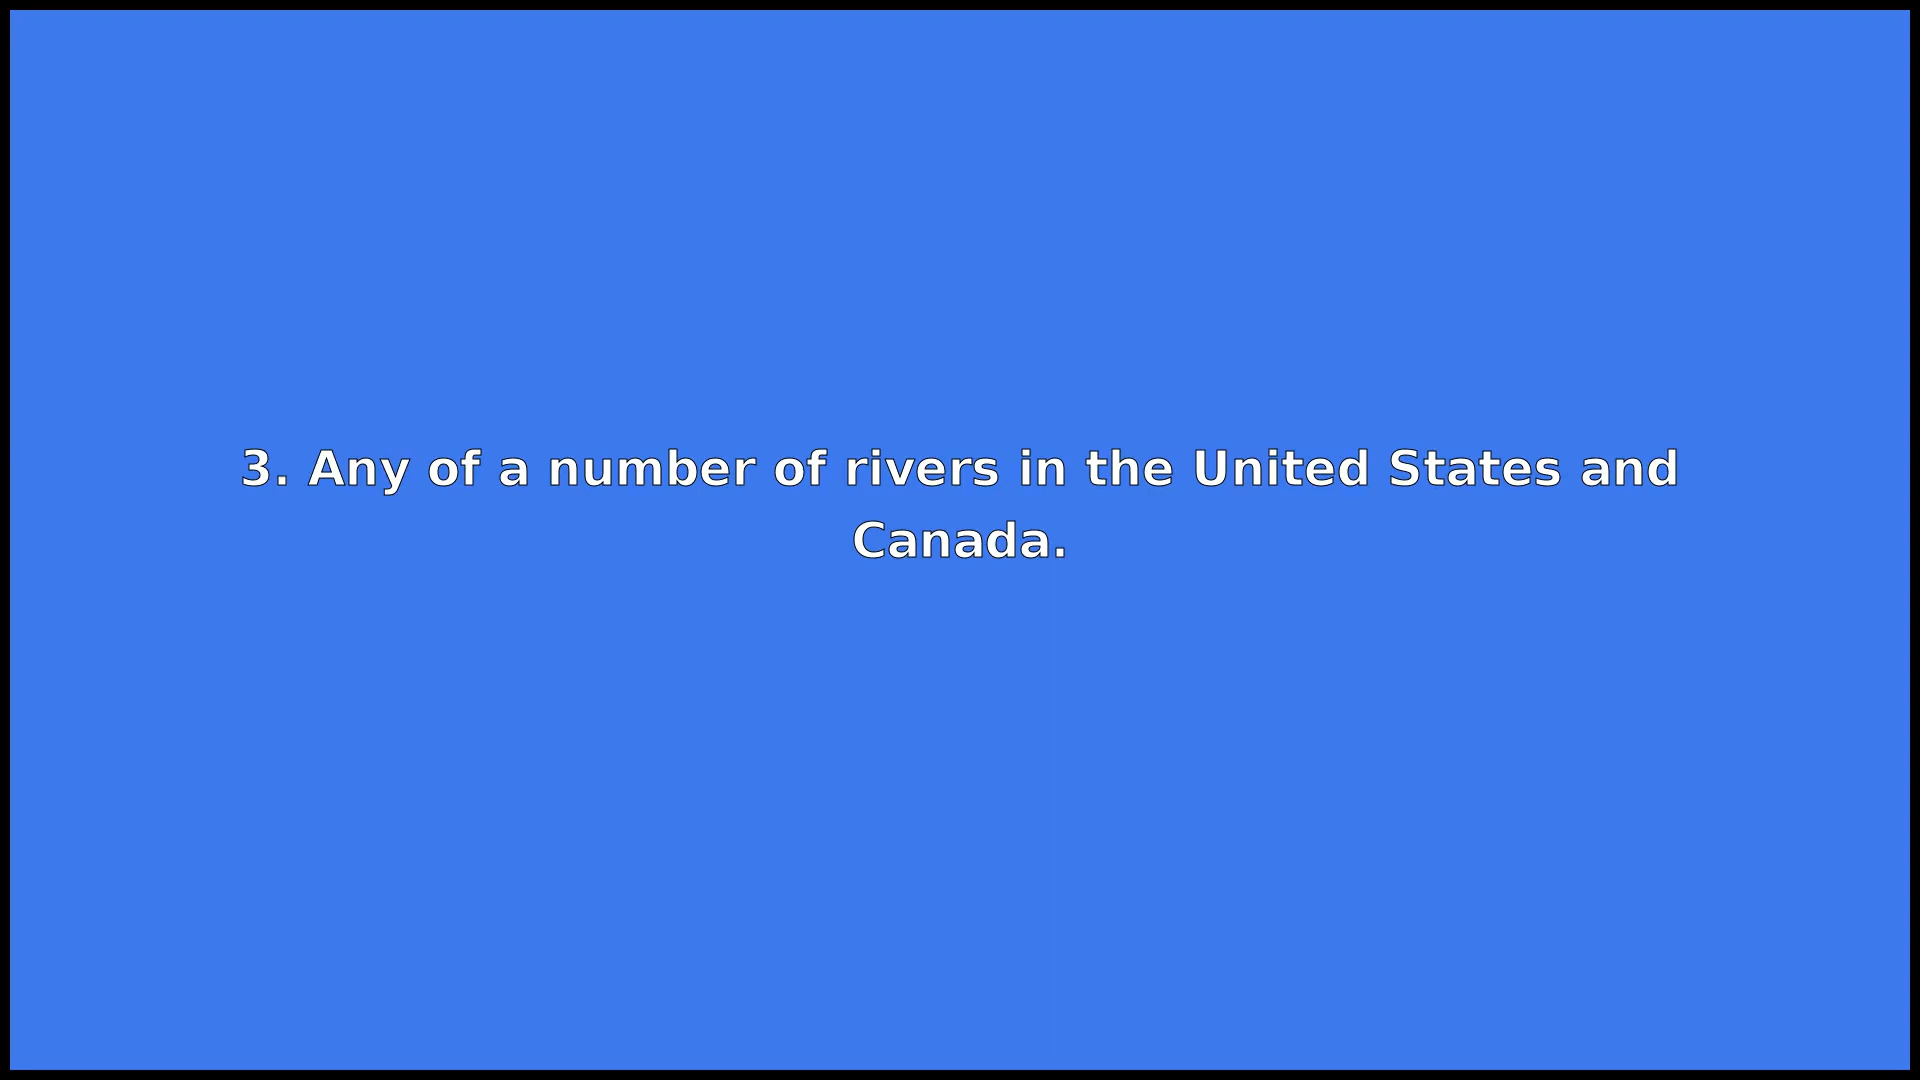 3. Any of a number of rivers in the United States and
Canada.